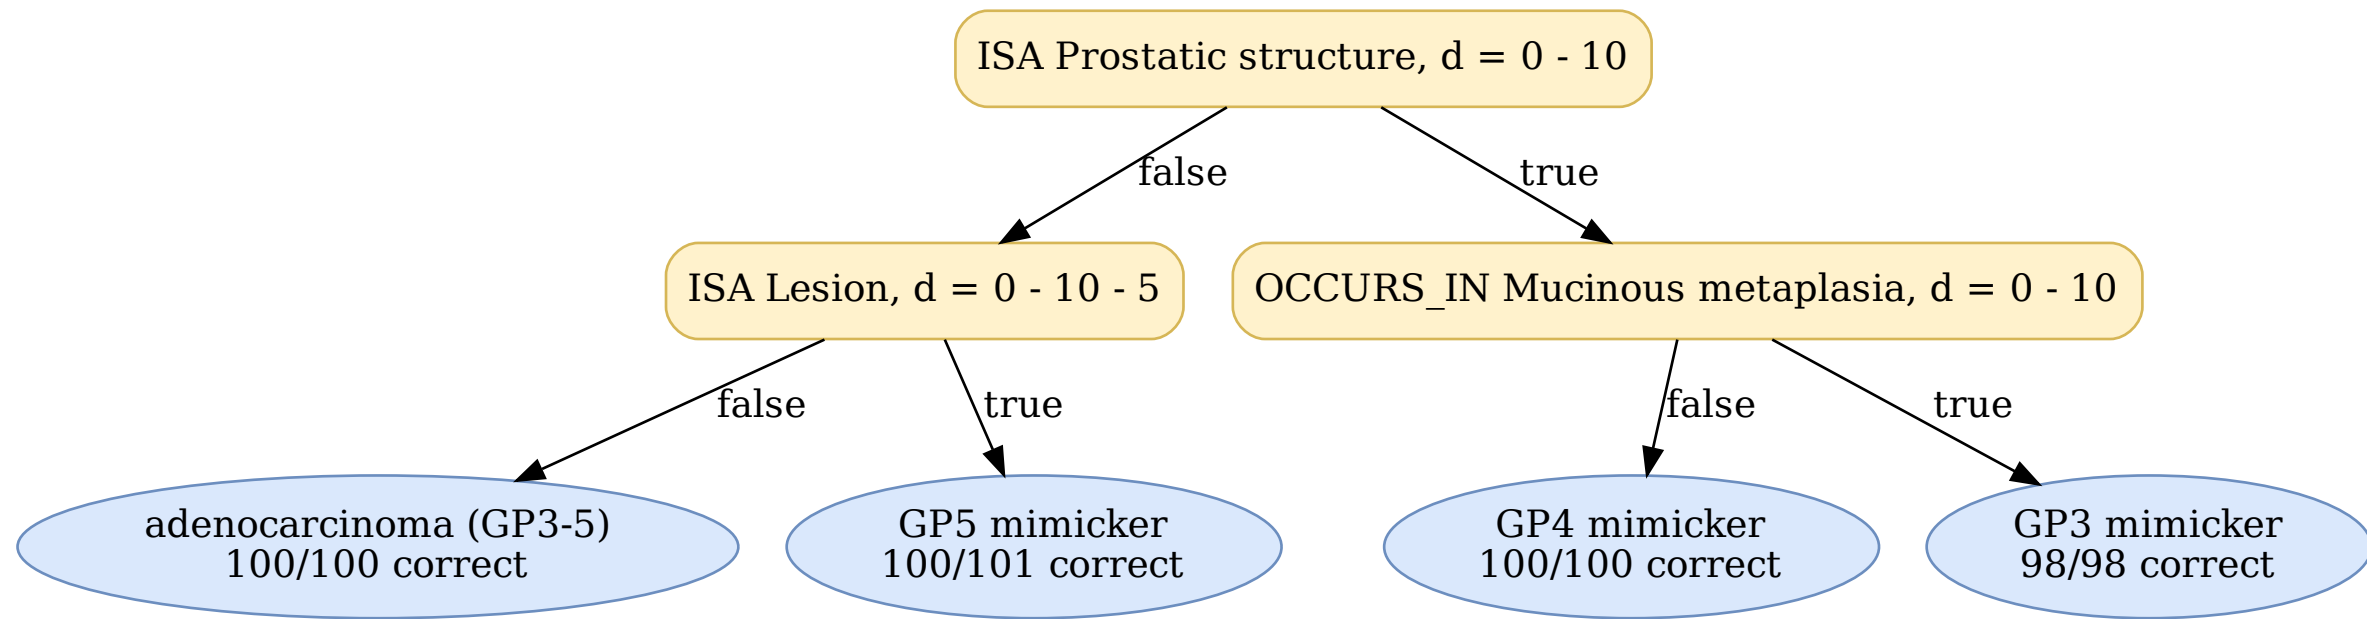 ISA Prostatic structure, d = 0 - 10
false
true
ISA Lesion, d = 0 - 10 - 5
OCCURS_IN Mucinous metaplasia, d = 0 - 10
false
true
false
true
adenocarcinoma (GP3-5)
100/100 correct
GP5 mimicker
100/101 correct
GP4 mimicker
100/100 correct
GP3 mimicker
98/98 correct